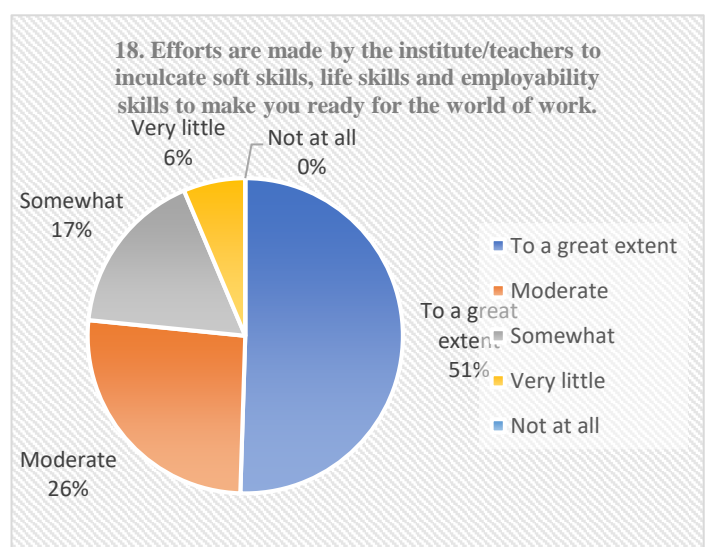 18. Efforts are made by the institute/teachers to
inculcate soft skills, life skills and employability
skills to make you ready for the world of work.
Very little
6%
Not at all
0%
Somewhat
17%
To a great
extent
51%
Moderate
26%
To a great extent
Moderate
Somewhat
Very little
Not at all